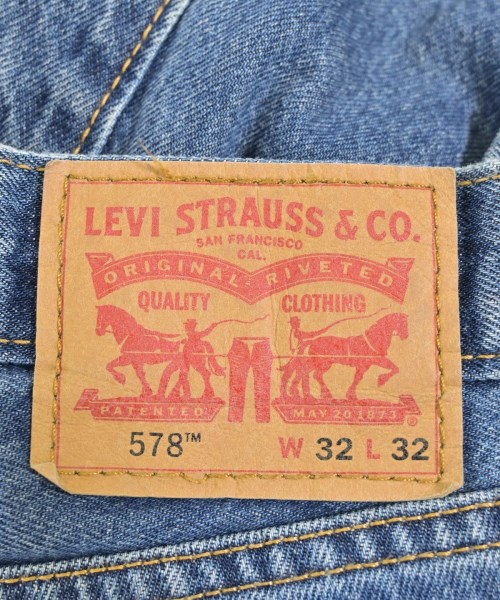 LEVI STRAUSS & CO.
SAN FRANCISCO
CAL.
ORIGINAL RIVETED
QUALITY CLOTHING
PATENTED MAY 20 1873 ®
578™ W 32 L 32